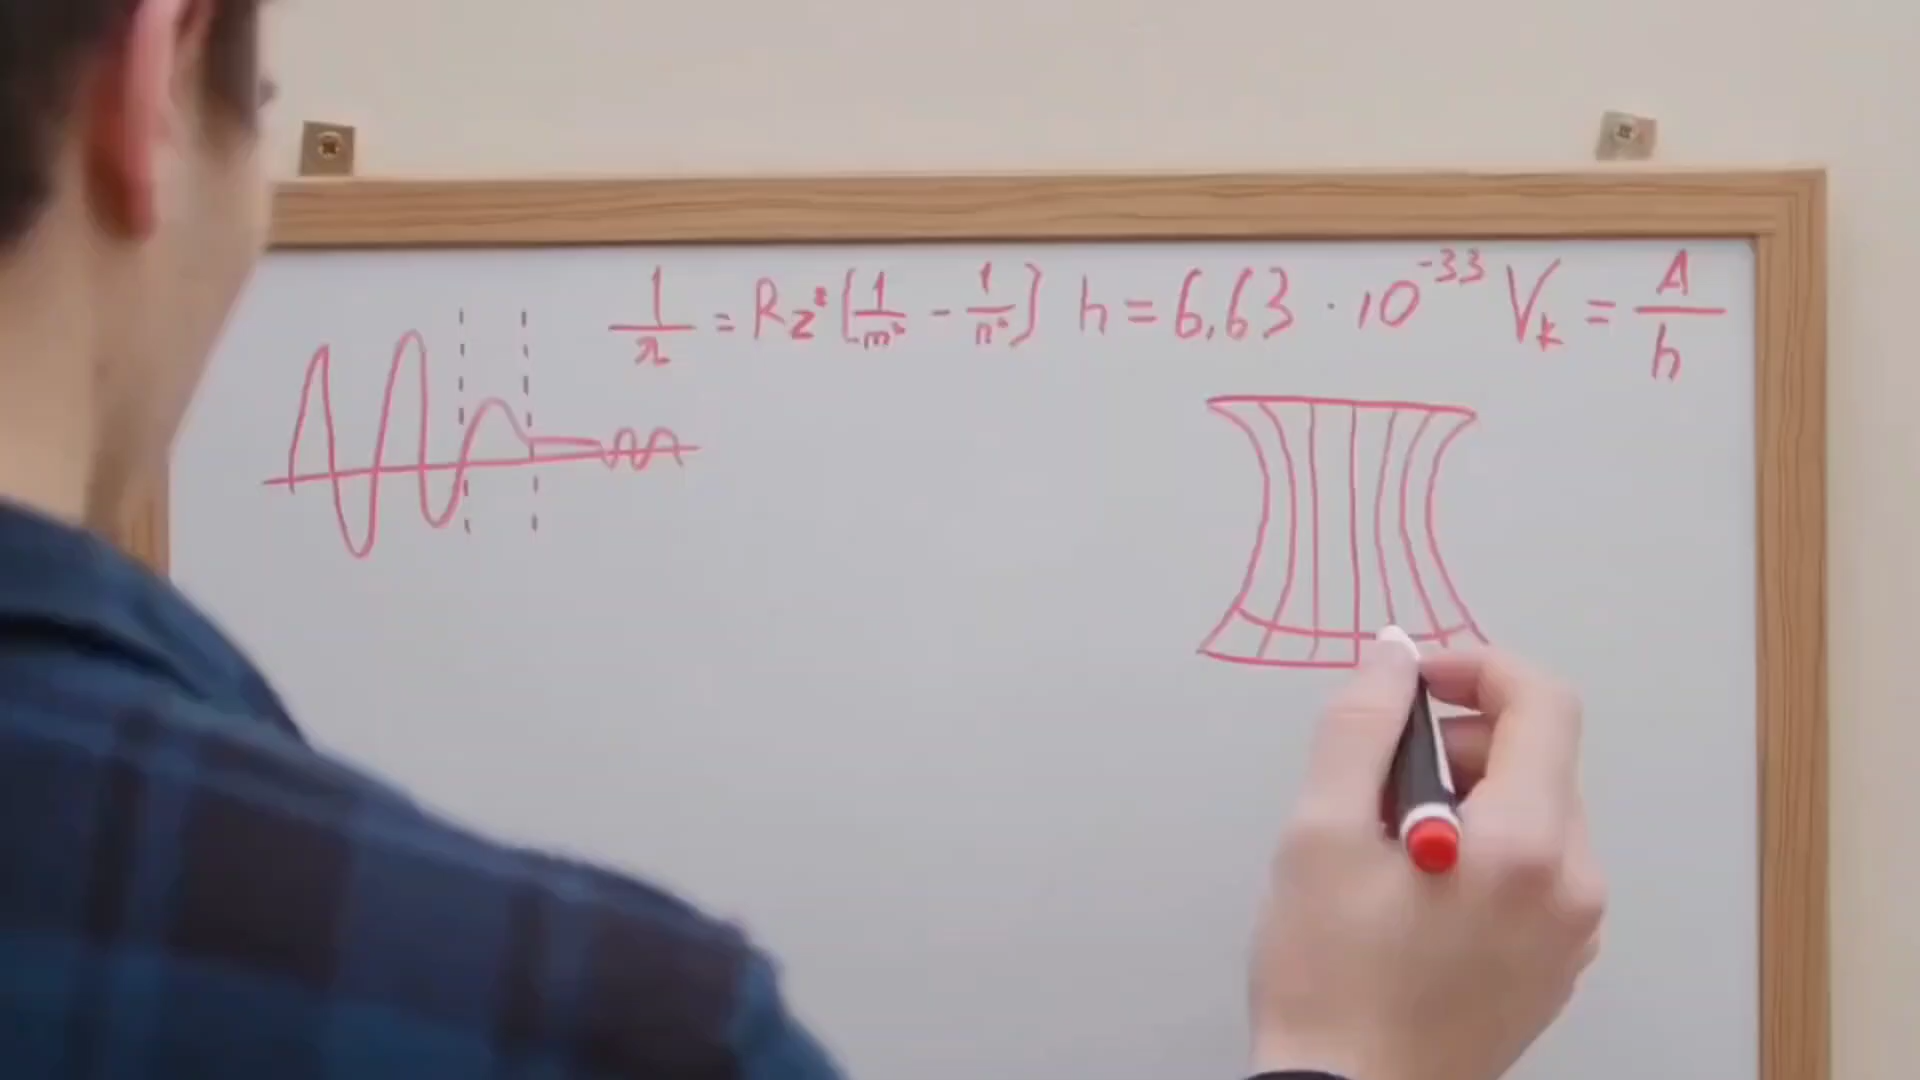 1/λ = Rz²[1/m² - 1/n²] h = 6,63 · 10⁻³³ Vₖ = A/h